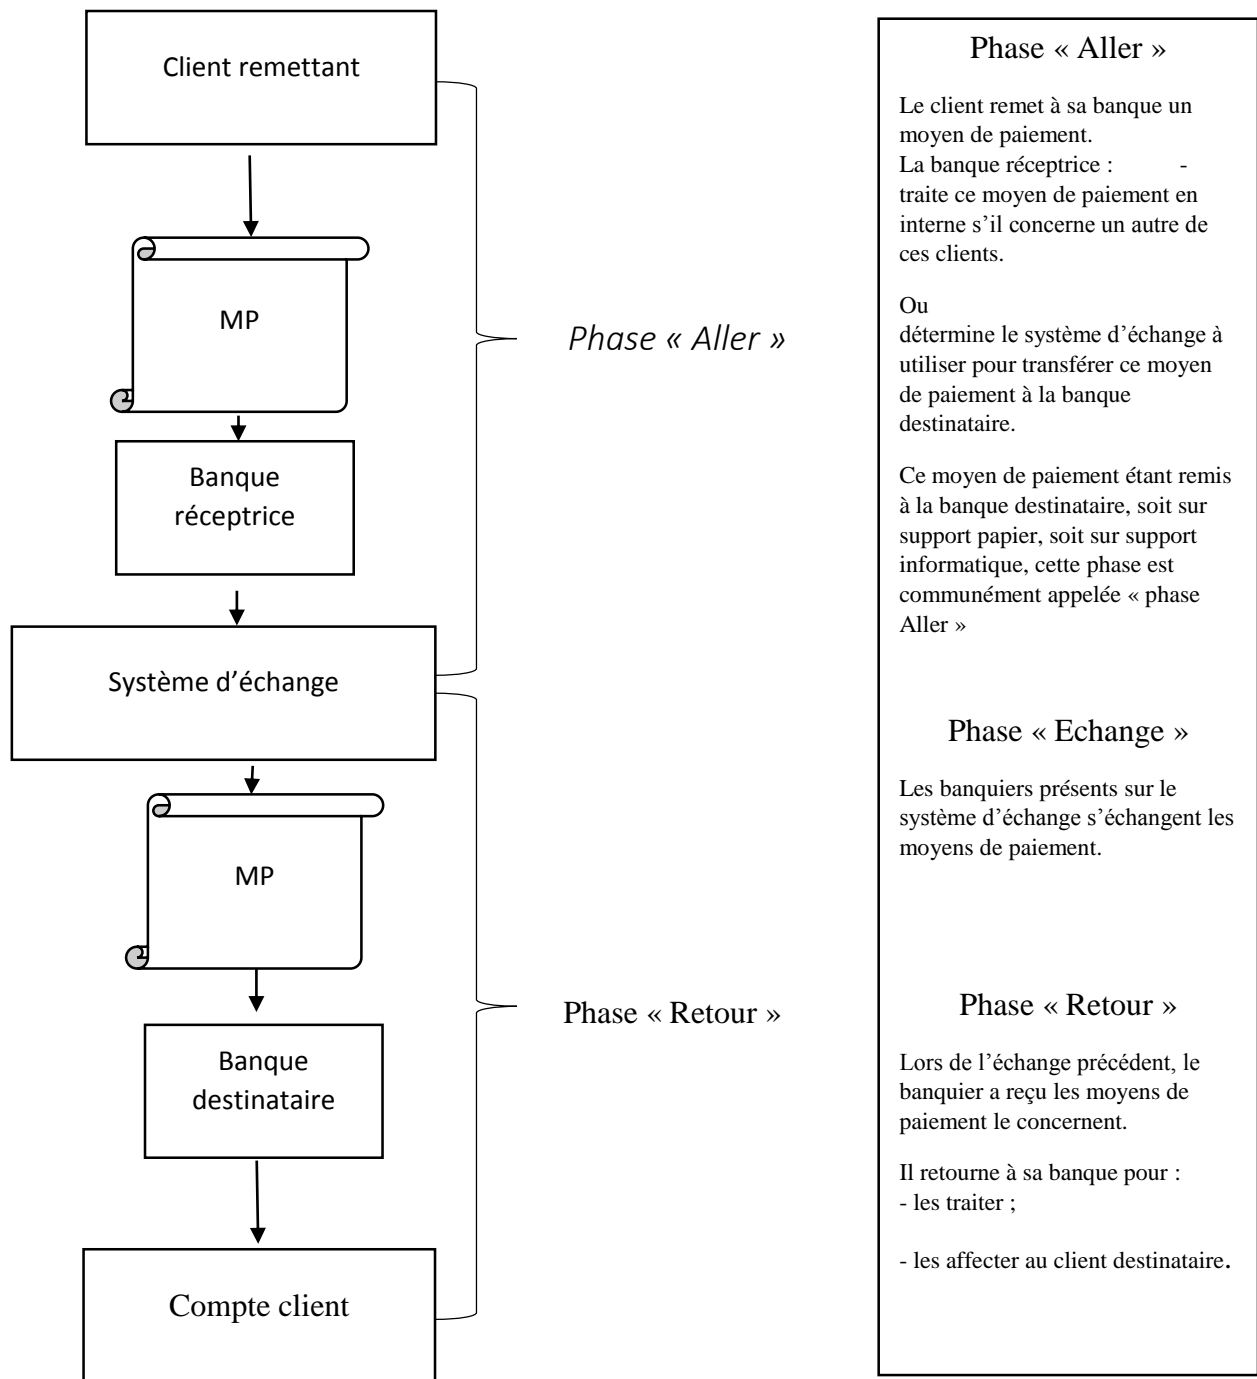 Client remettant
MP
Banque
réceptrice
Système d'échange
MP
Banque
destinataire
Compte client
Phase « Aller »
Phase « Retour »
Phase « Aller »
Le client remet à sa banque un
moyen de paiement.
La banque réceptrice : -
traite ce moyen de paiement en
interne s'il concerne un autre de
ces clients.
Ou
détermine le système d'échange à
utiliser pour transférer ce moyen
de paiement à la banque
destinataire.
Ce moyen de paiement étant remis
à la banque destinataire, soit sur
support papier, soit sur support
informatique, cette phase est
communément appelée « phase
Aller »
Phase « Echange »
Les banquiers présents sur le
système d'échange s'échangent les
moyens de paiement.
Phase « Retour »
Lors de l'échange précédent, le
banquier a reçu les moyens de
paiement le concernent.
Il retourne à sa banque pour :
- les traiter ;
- les affecter au client destinataire.